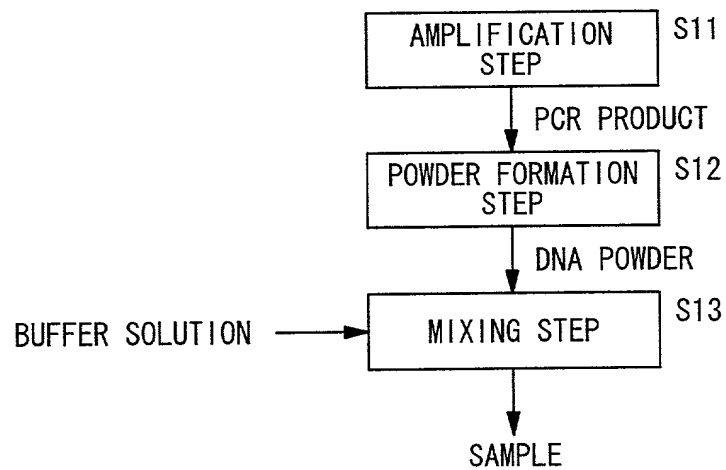 AMPLIFICATION
STEP
S11
PCR PRODUCT
POWDER FORMATION
STEP
S12
DNA POWDER
BUFFER SOLUTION
MIXING STEP
S13
SAMPLE